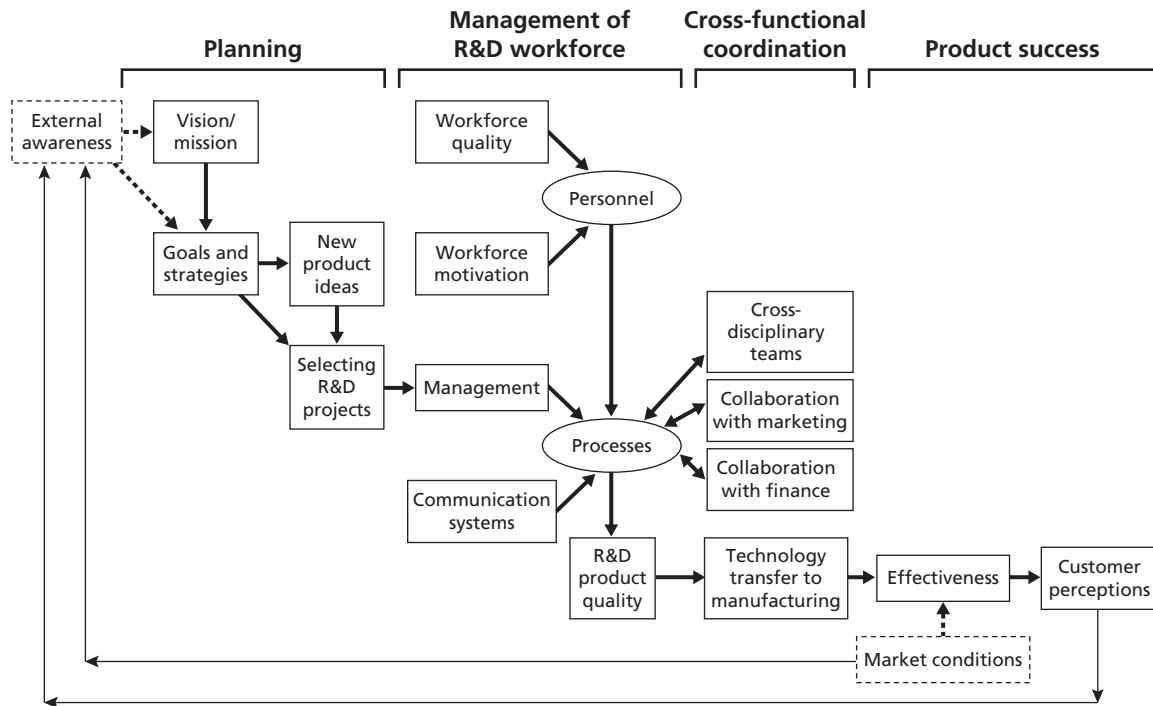 Planning
Management of
R&D workforce
Cross-functional
coordination
Product success
External
awareness
Vision/
mission
Workforce
quality
Personnel
Goals and
strategies
New
product
ideas
Workforce
motivation
Cross-
disciplinary
teams
Selecting
R&D
projects
Management
Collaboration
with marketing
Processes
Collaboration
with finance
Communication
systems
R&D
product
quality
Technology
transfer to
manufacturing
Effectiveness
Customer
perceptions
Market conditions